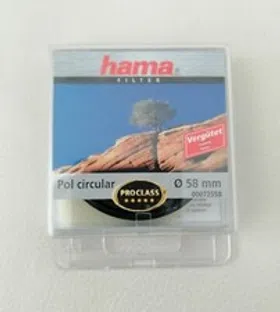 hama
FILTER
Vergütet
Pol circular
Ø 58 mm
PROCLASS